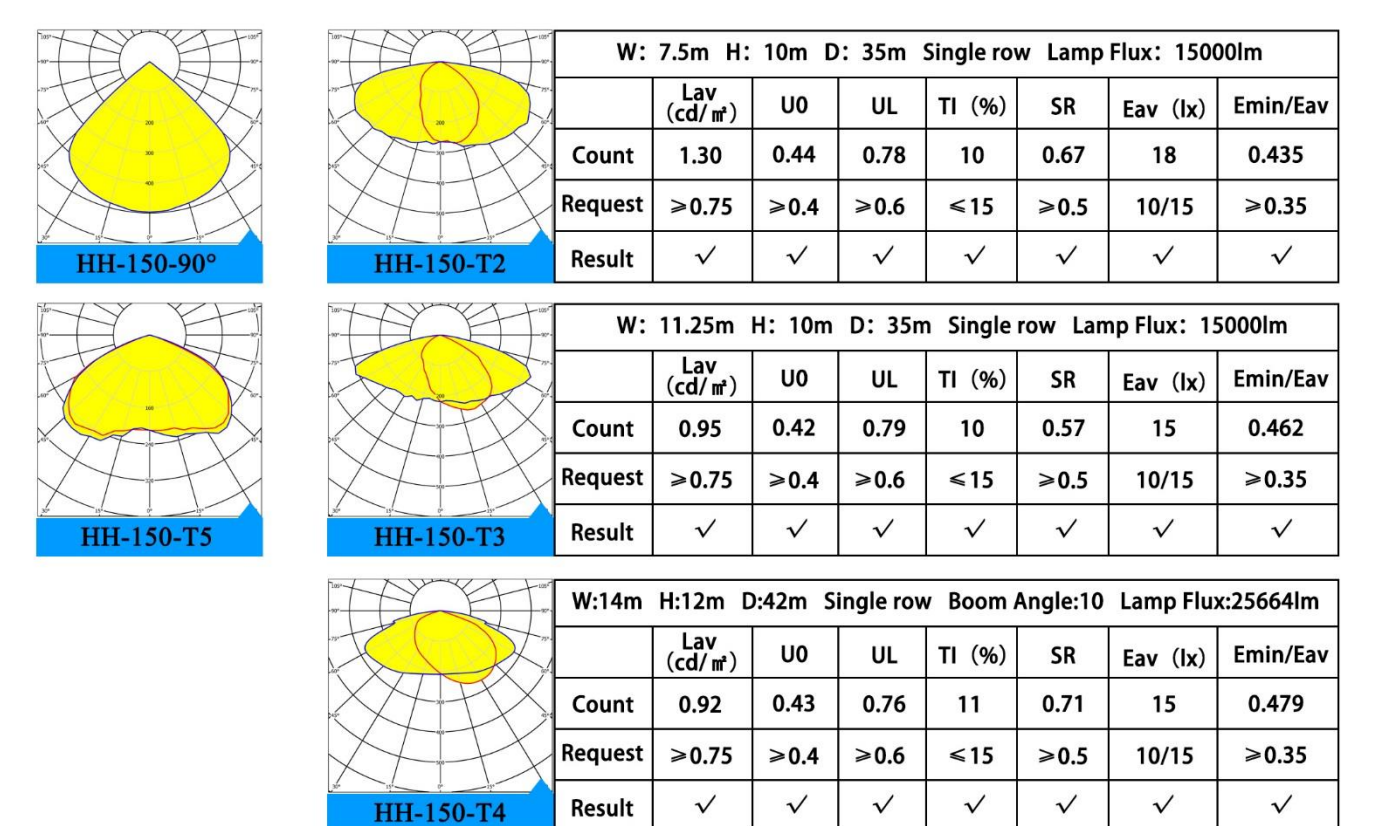 HH-150-90°
HH-150-T2
W: 7.5m H: 10m D: 35m Single row Lamp Flux: 15000lm
Lav (cd/㎡) U0 UL TI (%) SR Eav (lx) Emin/Eav
Count 1.30 0.44 0.78 10 0.67 18 0.435
Request ⩾0.75 ⩾0.4 ⩾0.6 ⩽15 ⩾0.5 10/15 ⩾0.35
Result √ √ √ √ √ √ √
HH-150-T5
HH-150-T3
W: 11.25m H: 10m D: 35m Single row Lamp Flux: 15000lm
Lav (cd/㎡) U0 UL TI (%) SR Eav (lx) Emin/Eav
Count 0.95 0.42 0.79 10 0.57 15 0.462
Request ⩾0.75 ⩾0.4 ⩾0.6 ⩽15 ⩾0.5 10/15 ⩾0.35
Result √ √ √ √ √ √ √
HH-150-T4
W:14m H:12m D:42m Single row Boom Angle:10 Lamp Flux:25664lm
Lav (cd/㎡) U0 UL TI (%) SR Eav (lx) Emin/Eav
Count 0.92 0.43 0.76 11 0.71 15 0.479
Request ⩾0.75 ⩾0.4 ⩾0.6 ⩽15 ⩾0.5 10/15 ⩾0.35
Result √ √ √ √ √ √ √